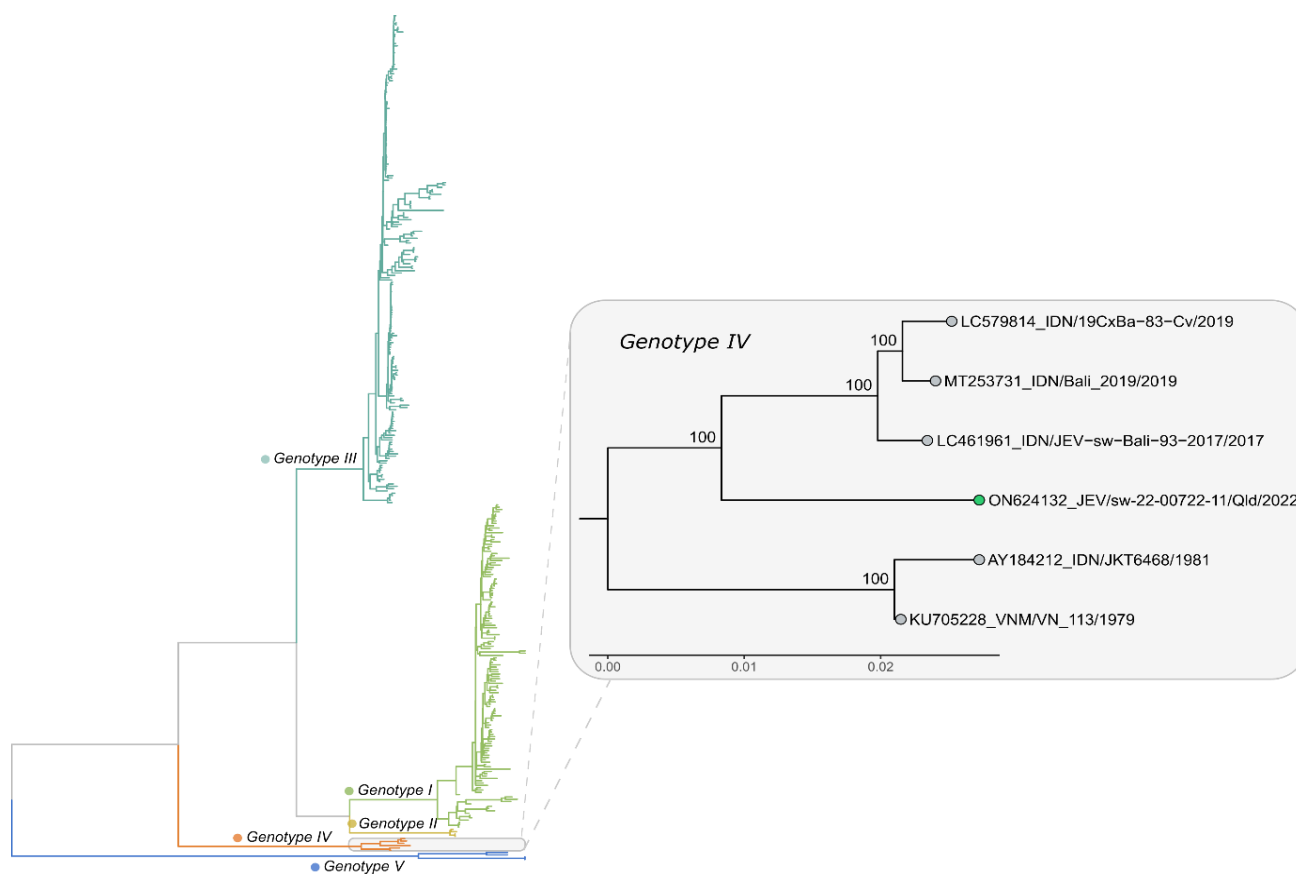 Genotype III
Genotype I
Genotype II
Genotype IV
Genotype V
Genotype IV
100
LC579814_IDN/19CxBa−83−Cv/2019
100
MT253731_IDN/Bali_2019/2019
100
LC461961_IDN/JEV−sw−Bali−93−2017/2017
ON624132_JEV/sw-22-00722-11/Qld/2022
100
AY184212_IDN/JKT6468/1981
KU705228_VNM/VN_113/1979
0.00 0.01 0.02